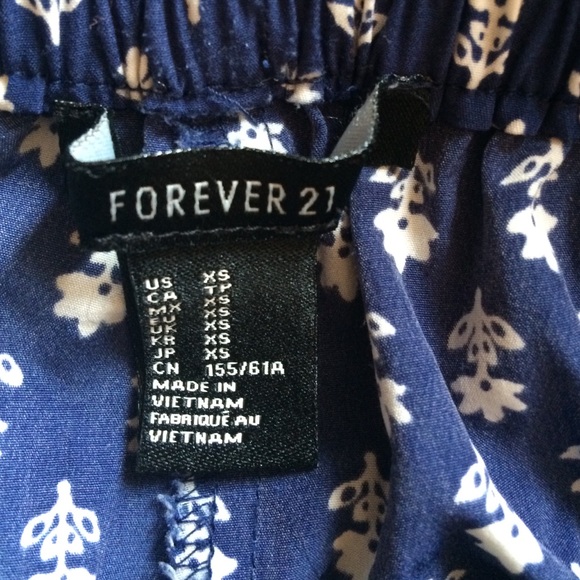 FOREVER 21
US XS
CA TP
MX XS
EU XS
UK XS
KR XS
JP XS
CN 155/61A
MADE IN
VIETNAM
FABRIQUÉ AU
VIETNAM